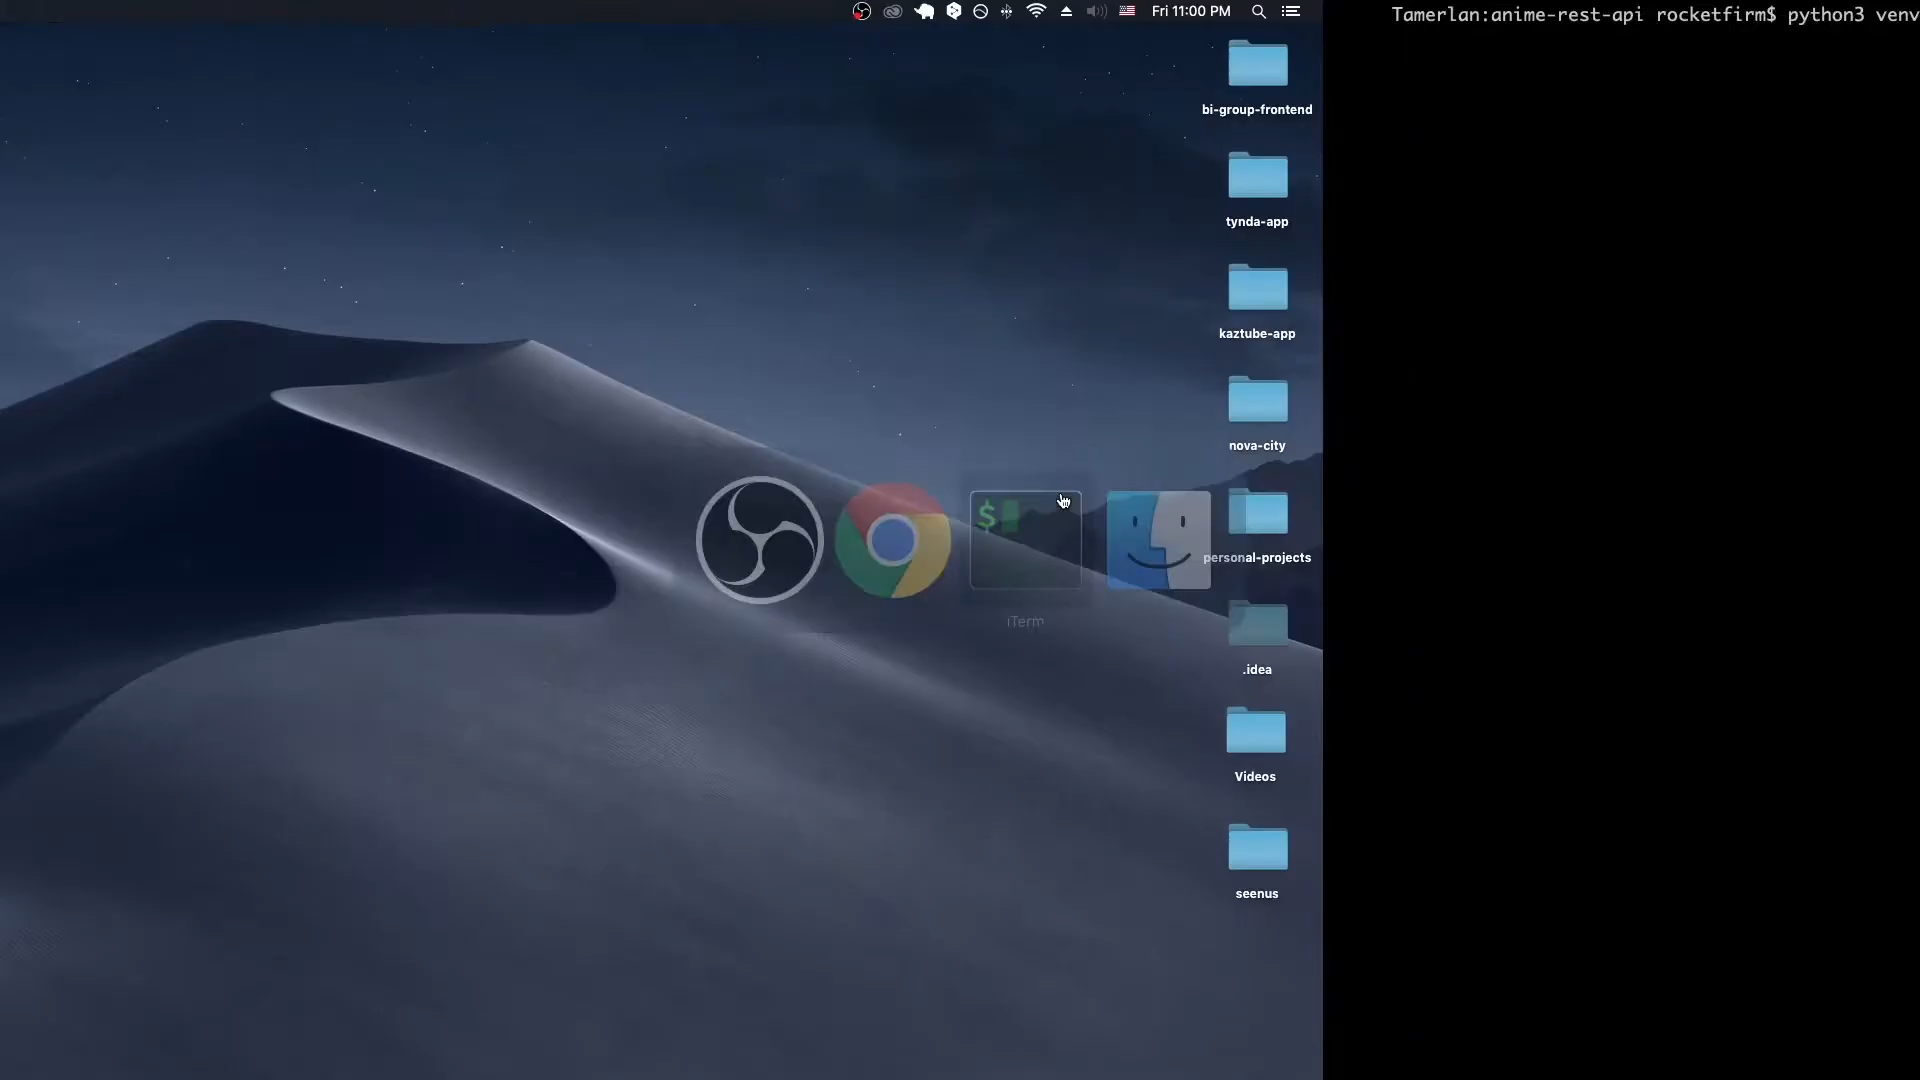 Fri 11:00 PM
Tamerlan:anime-rest-api rocketfirm$ python3 venv
bi-group-frontend
tynda-app
kaztube-app
nova-city
$
personal-projects
iTerm
.idea
Videos
seenus